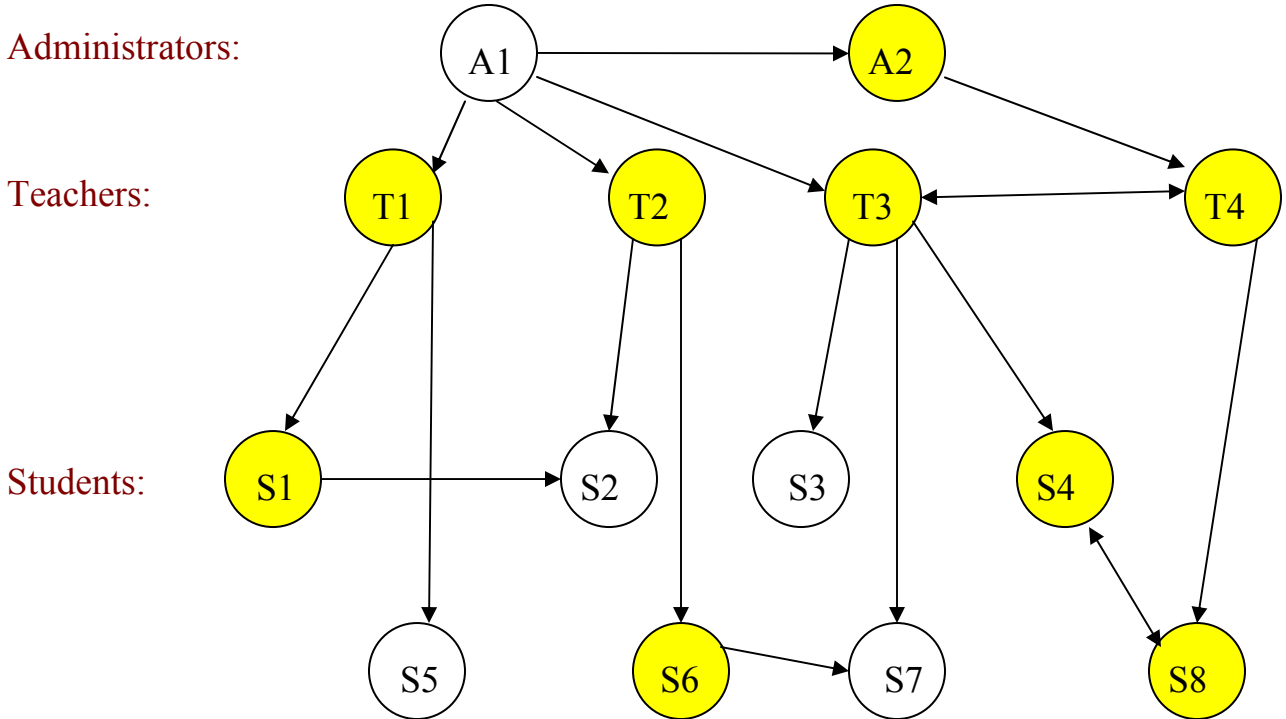 Administrators:
A1
A2
Teachers:
T1
T2
T3
T4
Students:
S1
S2
S3
S4
S5
S6
S7
S8